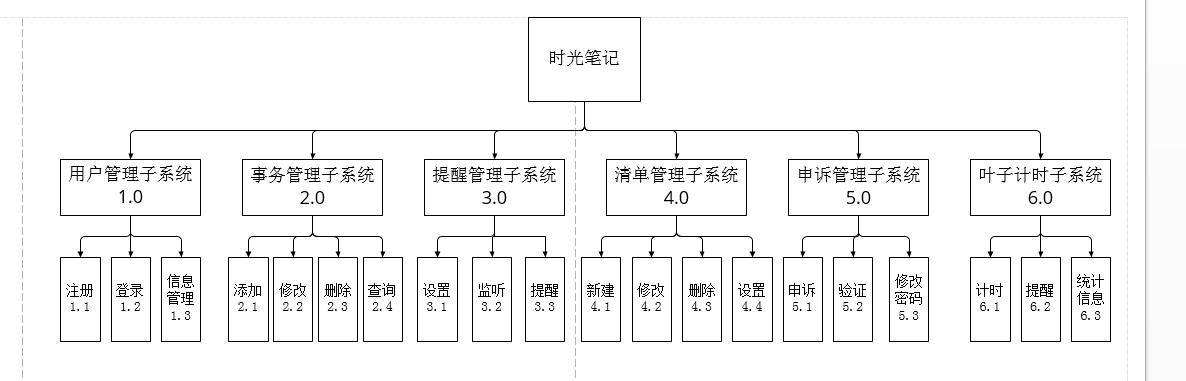 时光笔记
用户管理子系统
1.0
事务管理子系统
2.0
提醒管理子系统
3.0
清单管理子系统
4.0
申诉管理子系统
5.0
叶子计时子系统
6.0
注册
1.1
登录
1.2
信息
管理
1.3
添加
2.1
修改
2.2
删除
2.3
查询
2.4
设置
3.1
监听
3.2
提醒
3.3
新建
4.1
修改
4.2
删除
4.3
设置
4.4
申诉
5.1
验证
5.2
修改
密码
5.3
计时
6.1
提醒
6.2
统计
信息
6.3